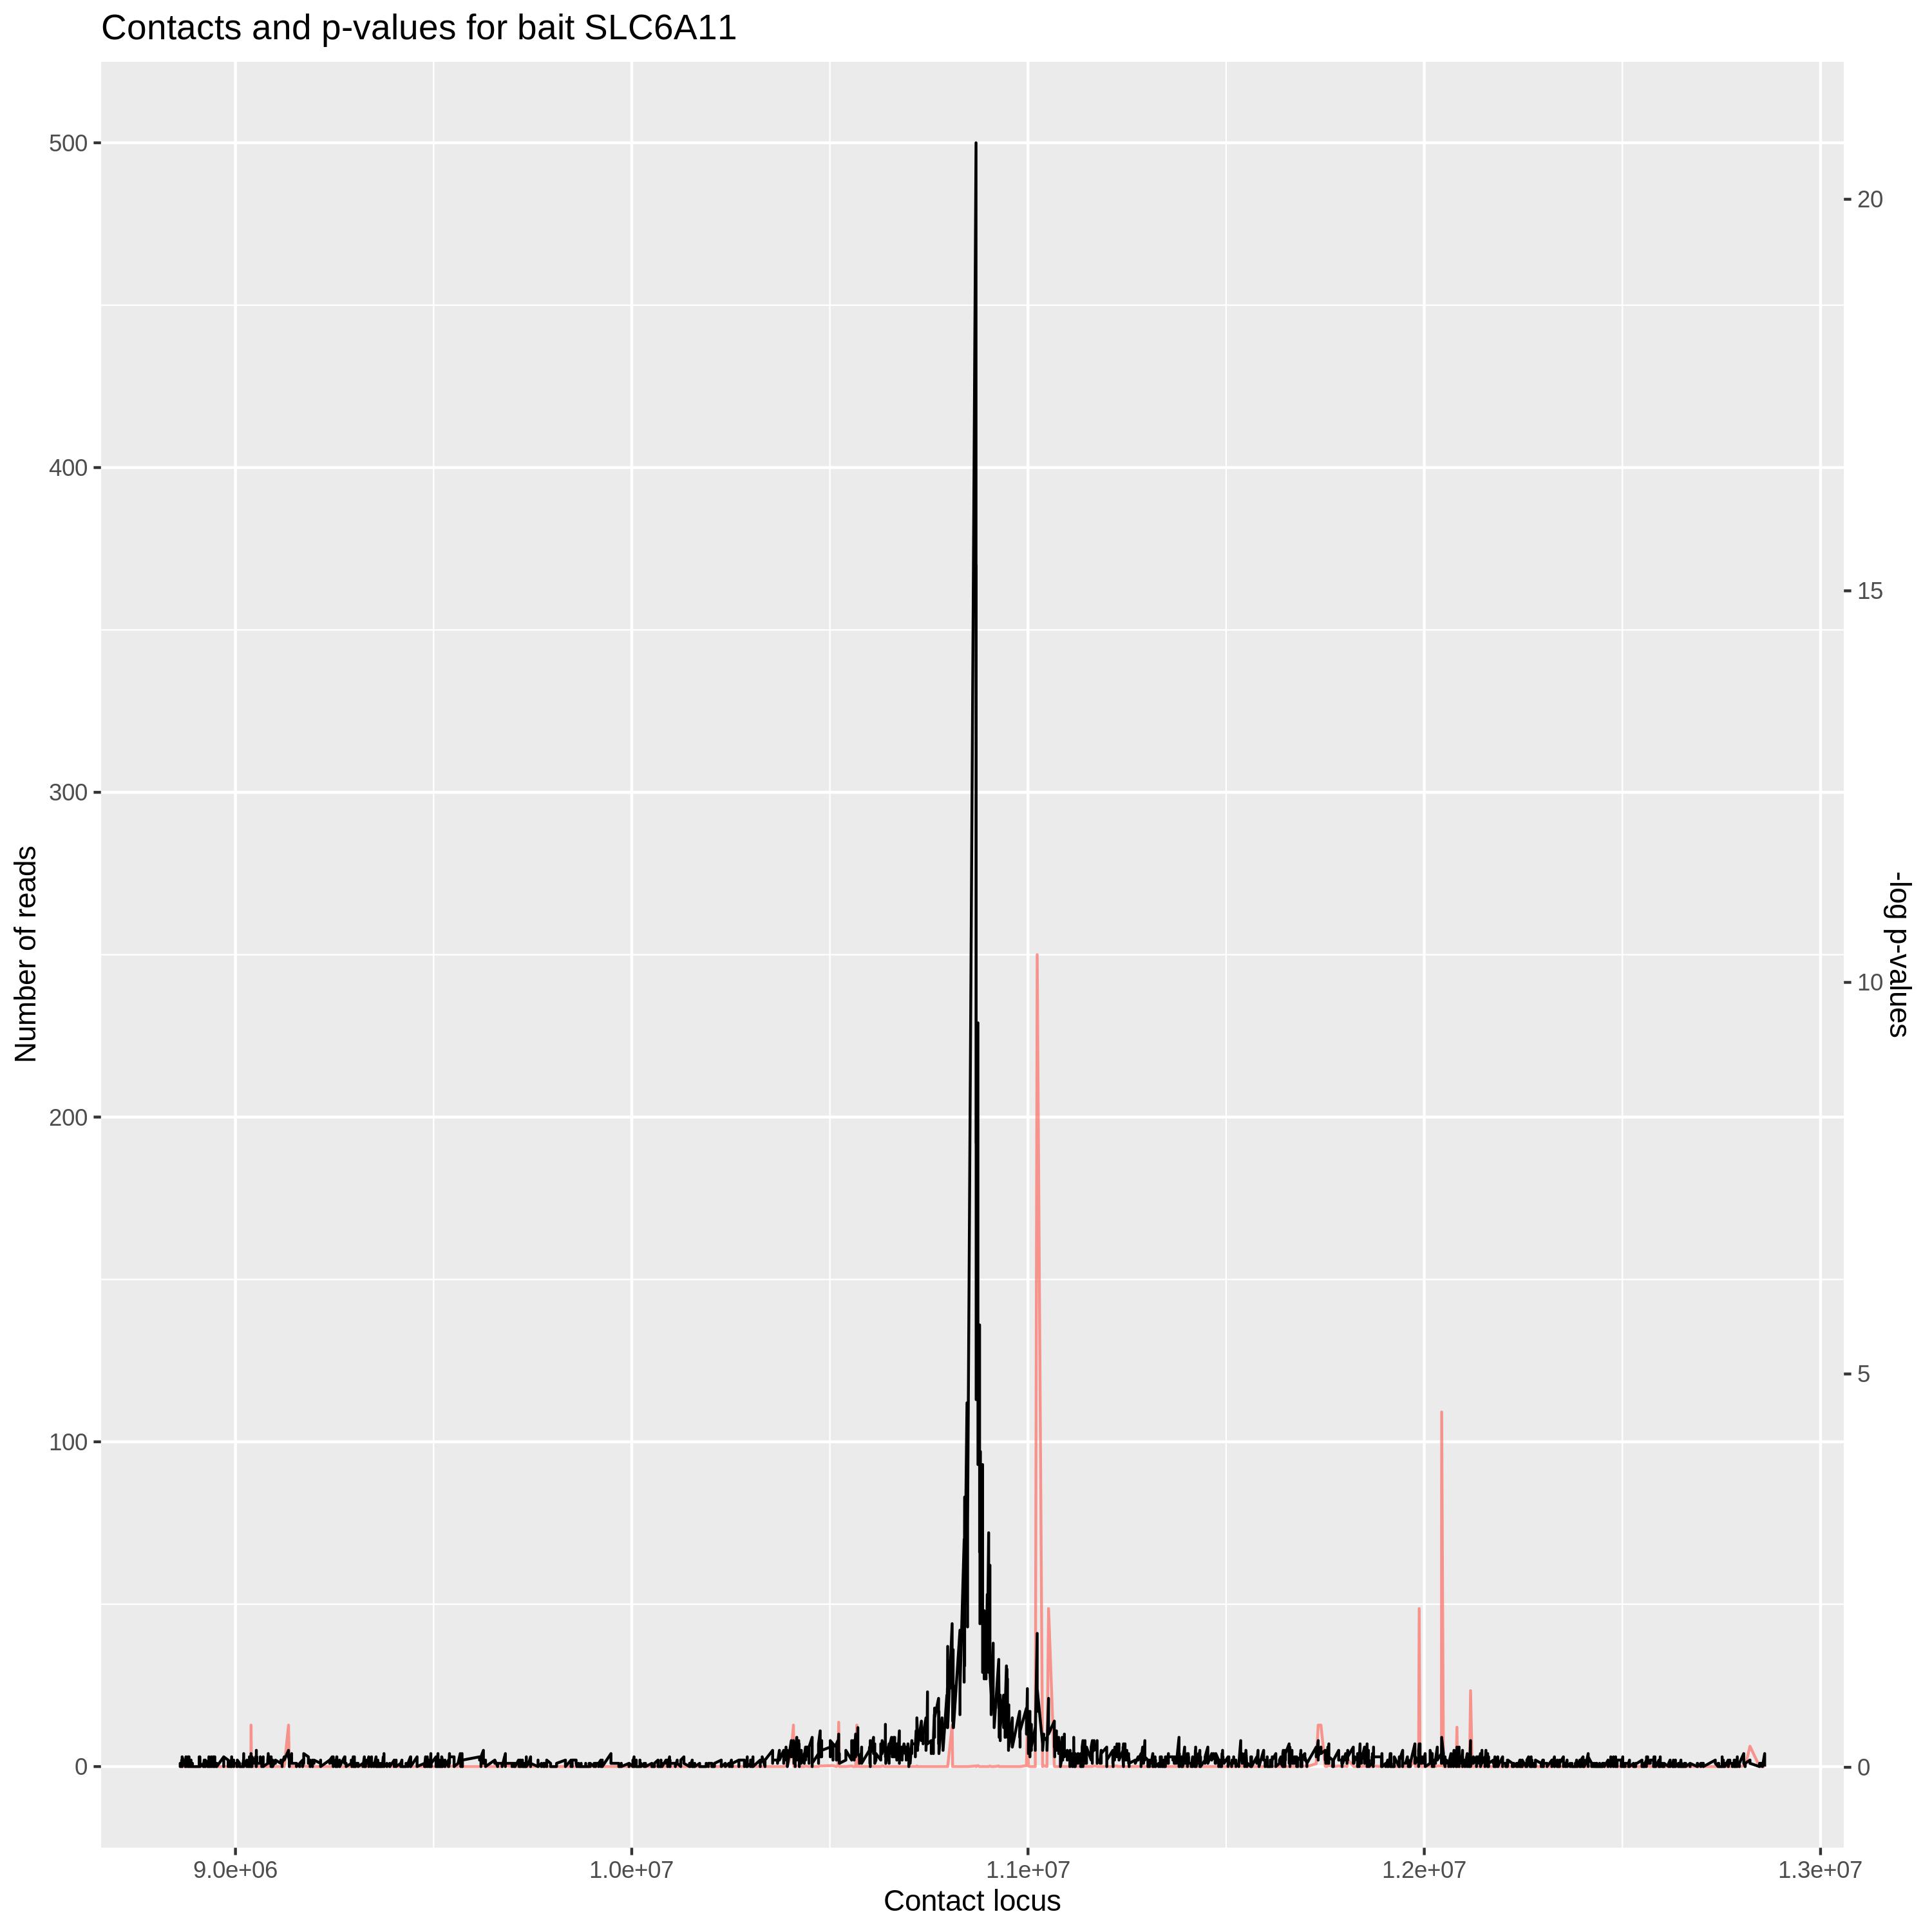 Contacts and p-values for bait SLC6A11
500
400
300
200
100
0
Number of reads
20
15
10
5
0
-log p-values
9.0e+06
1.0e+07
1.1e+07
1.2e+07
1.3e+07
Contact locus